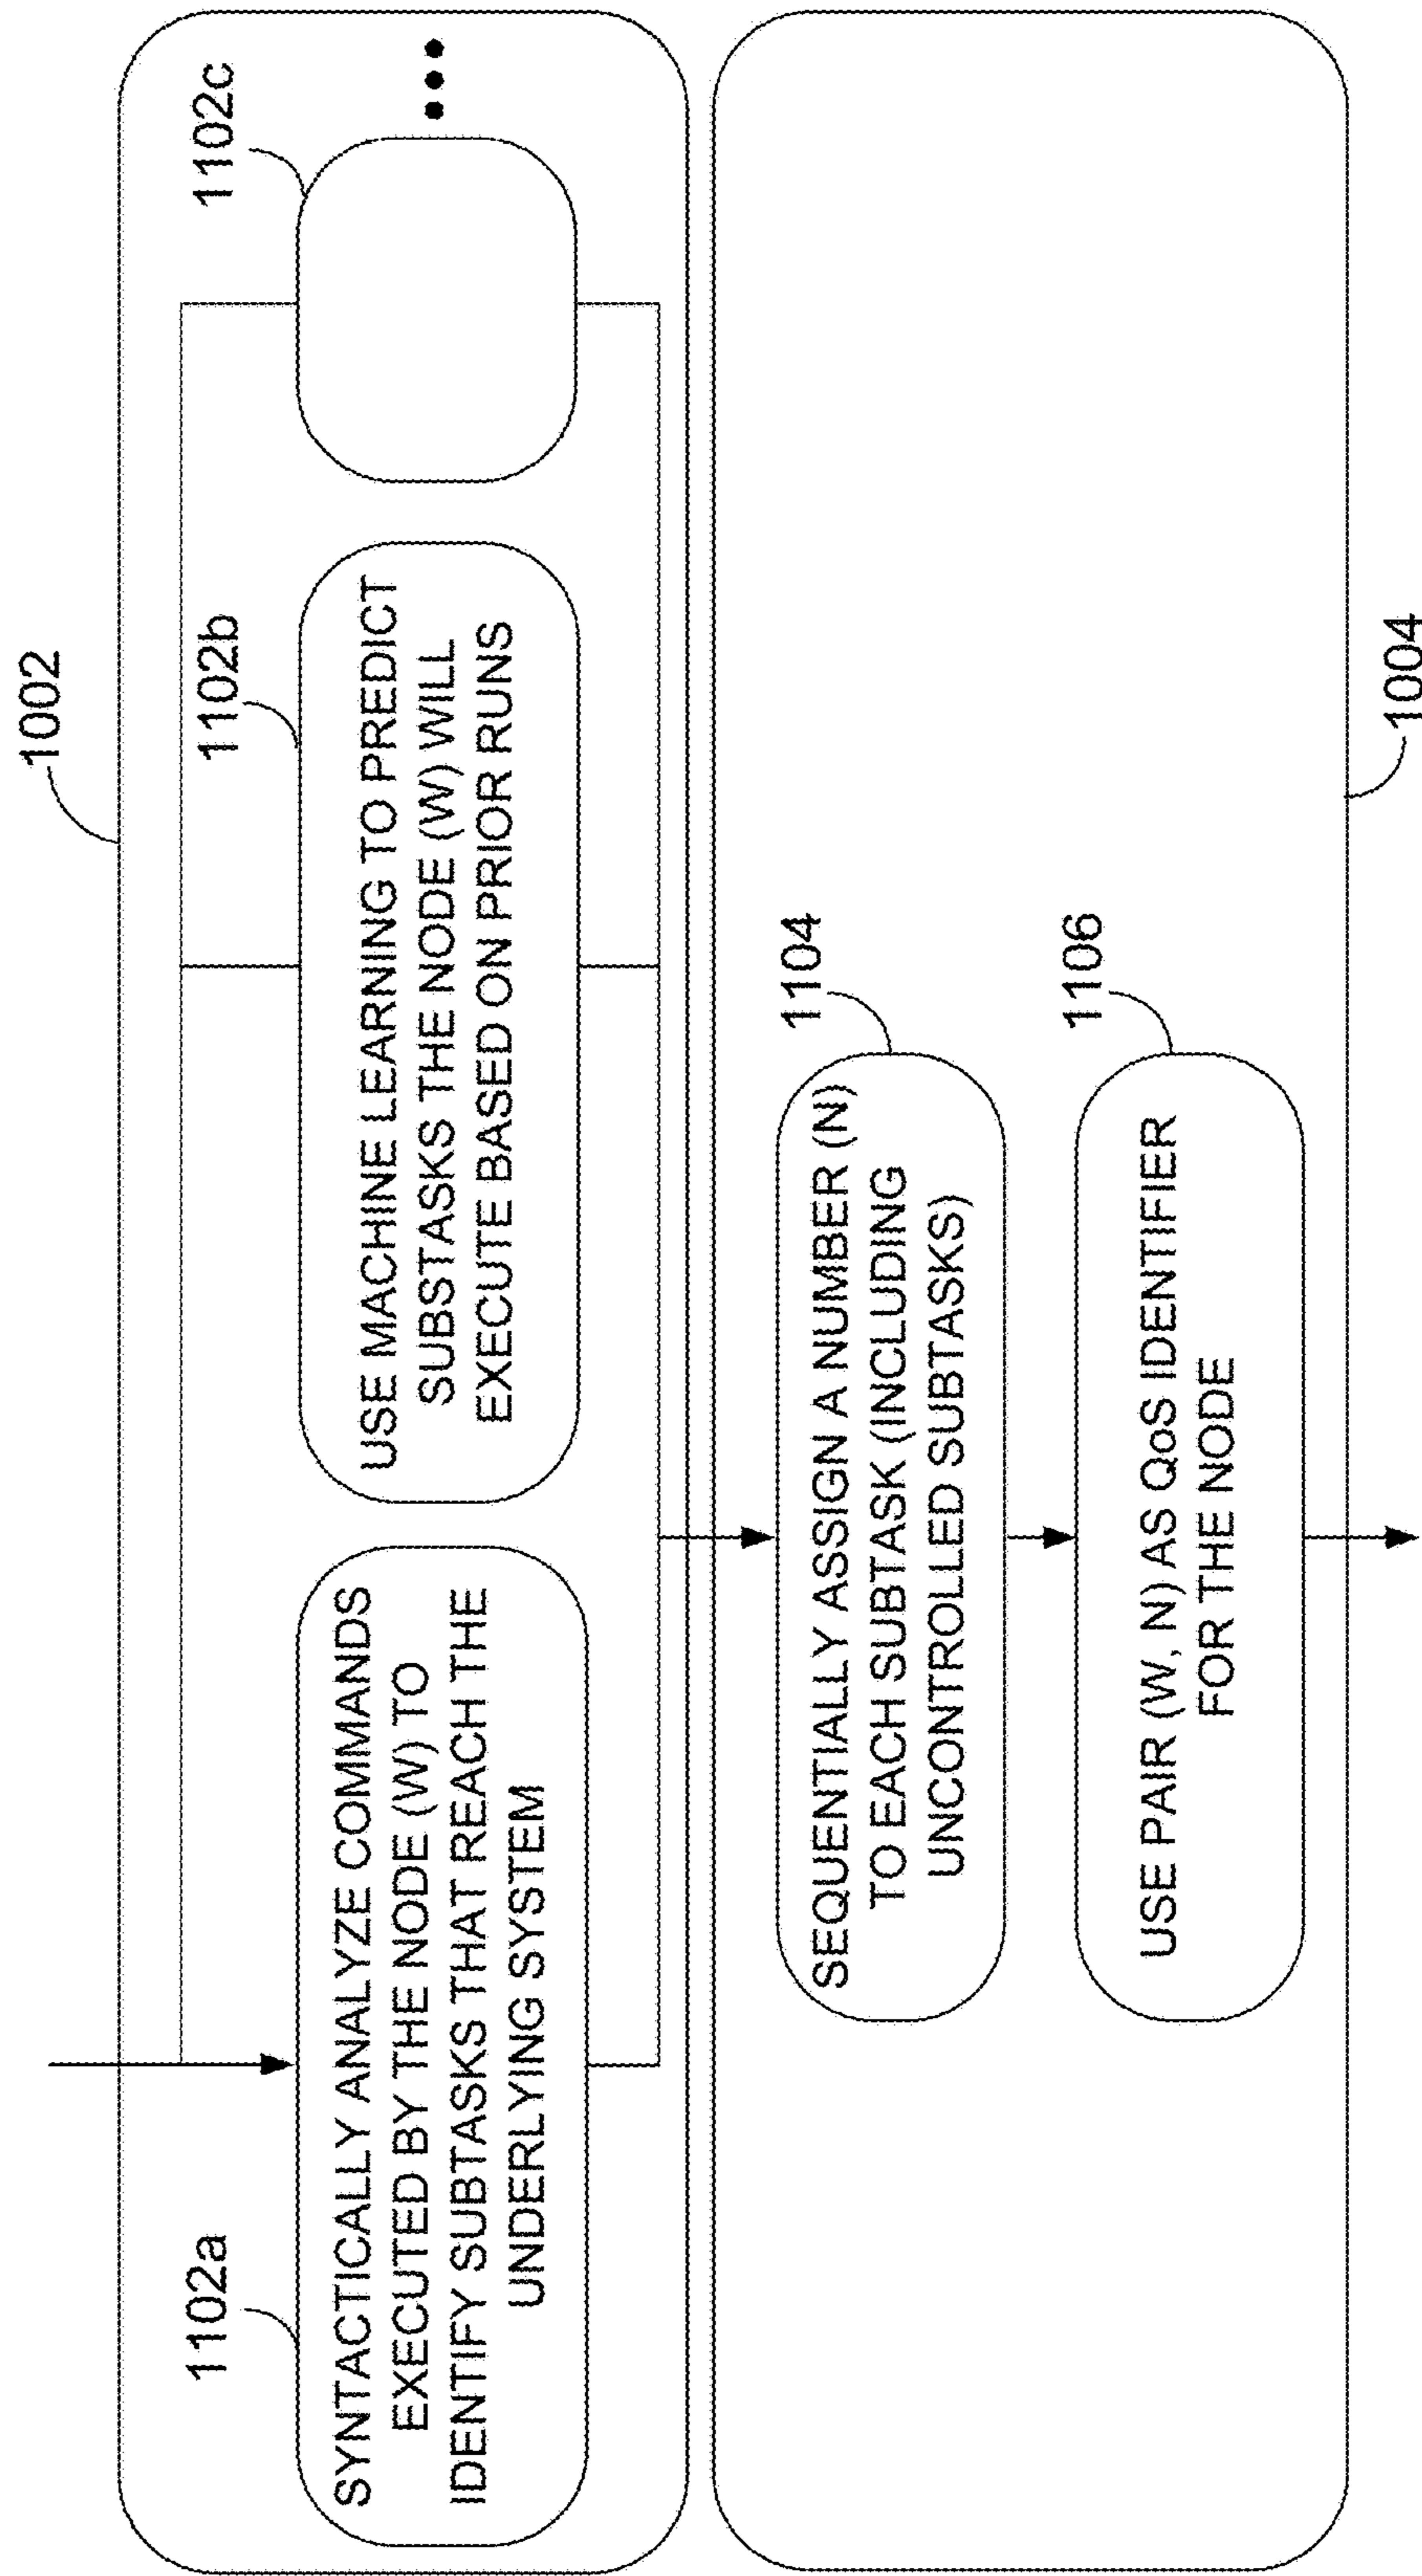 1002
1102a
SYNTACTICALLY ANALYZE COMMANDS
EXECUTED BY THE NODE (W) TO
IDENTIFY SUBTASKS THAT REACH THE
UNDERLYING SYSTEM
1102b
USE MACHINE LEARNING TO PREDICT
SUBSTASKS THE NODE (W) WILL
EXECUTE BASED ON PRIOR RUNS
1102c
1104
SEQUENTIALLY ASSIGN A NUMBER (N)
TO EACH SUBTASK (INCLUDING
UNCONTROLLED SUBTASKS)
1106
USE PAIR (W, N) AS QoS IDENTIFIER
FOR THE NODE
1004